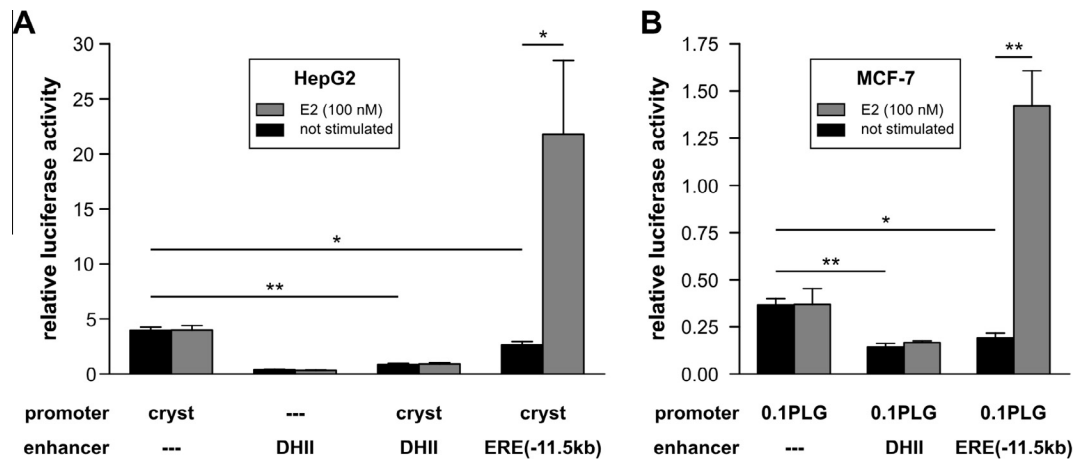 A
HepG2
E2 (100 nM)
not stimulated
relative luciferase activity
30
25
20
15
10
5
0
*
*
**
promoter cryst --- cryst cryst
enhancer --- DHII DHII ERE(-11.5kb)
B
MCF-7
E2 (100 nM)
not stimulated
relative luciferase activity
1.75
1.50
1.25
1.00
0.75
0.50
0.25
0.00
**
*
**
promoter 0.1PLG 0.1PLG 0.1PLG
enhancer --- DHII ERE(-11.5kb)